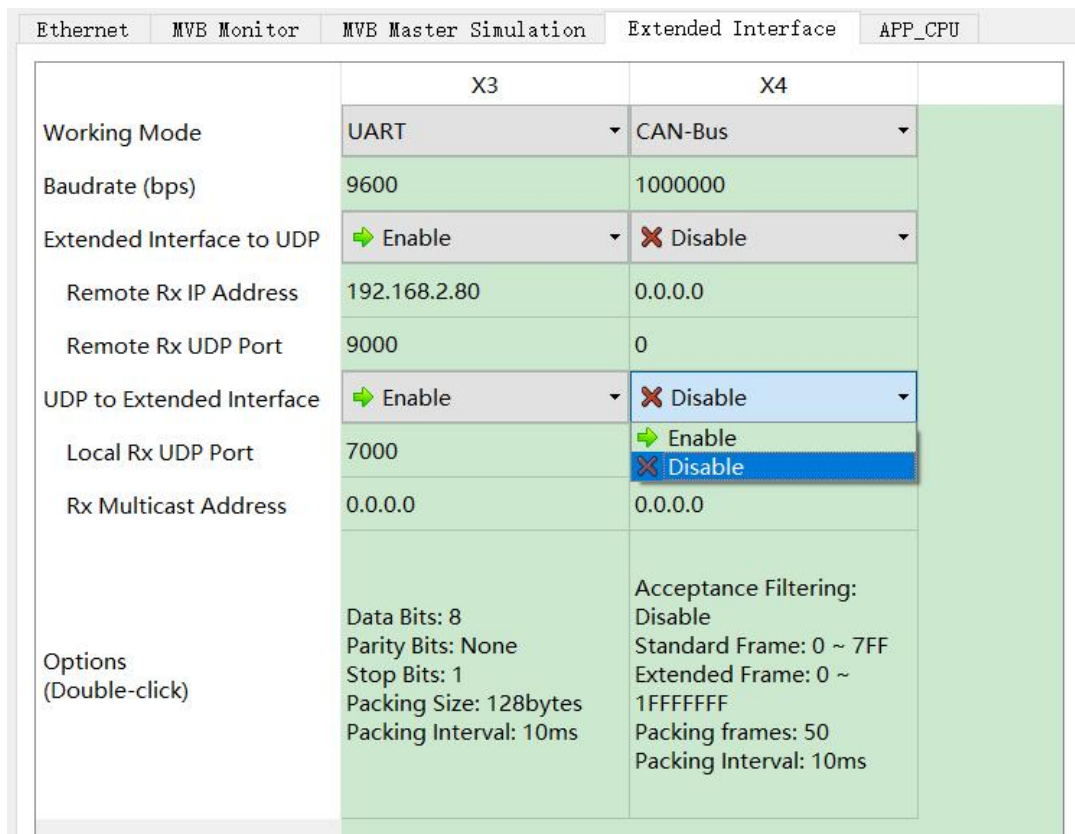 Ethernet MVB Monitor MVB Master Simulation Extended Interface APP_CPU
X3 X4
Working Mode UART CAN-Bus
Baudrate (bps) 9600 1000000
Extended Interface to UDP Enable Disable
Remote Rx IP Address 192.168.2.80 0.0.0.0
Remote Rx UDP Port 9000 0
UDP to Extended Interface Enable Disable
Enable
Local Rx UDP Port 7000
Disable
Rx Multicast Address 0.0.0.0 0.0.0.0
Options
(Double-click)
Data Bits: 8
Parity Bits: None
Stop Bits: 1
Packing Size: 128bytes
Packing Interval: 10ms
Acceptance Filtering:
Disable
Standard Frame: 0 ~ 7FF
Extended Frame: 0 ~
1FFFFFFF
Packing frames: 50
Packing Interval: 10ms